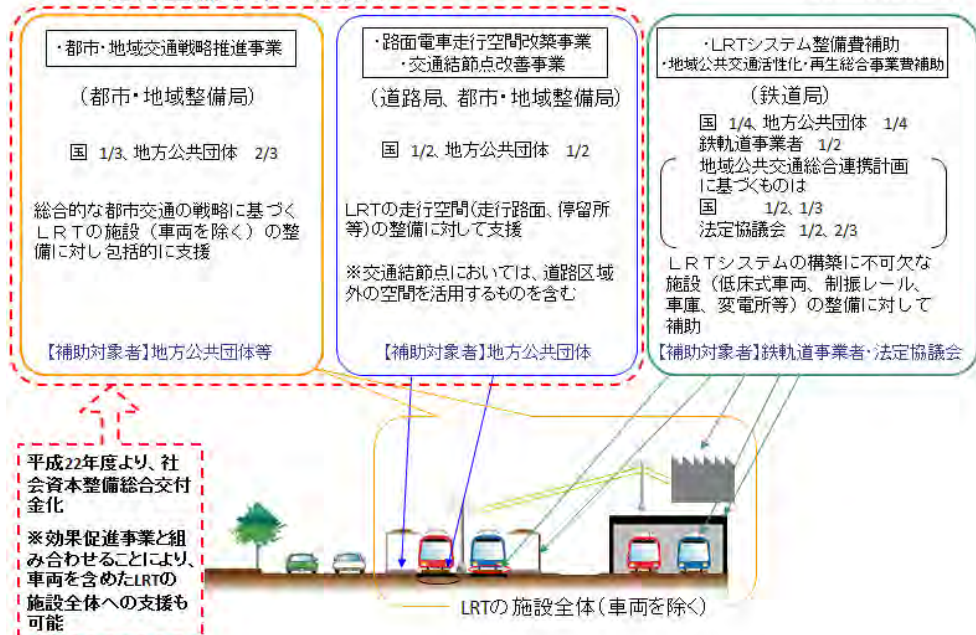 ・都市・地域交通戦略推進事業
(都市・地域整備局)
国 1/3、地方公共団体 2/3
総合的な都市交通の戦略に基づく
LRTの施設(車両を除く)の整
備に対し包括的に支援
【補助対象者】地方公共団体等
・路面電車走行空間改築事業
・交通結節点改善事業
(道路局、都市・地域整備局)
国 1/2、地方公共団体 1/2
LRTの走行空間(走行路面、停留所
等)の整備に対して支援
※交通結節点においては、道路区域
外の空間を活用するものを含む
【補助対象者】地方公共団体
・LRTシステム整備費補助
・地域公共交通活性化・再生総合事業費補助
(鉄道局)
国 1/4、地方公共団体 1/4
鉄軌道事業者 1/2
地域公共交通総合連携計画
に基づくものは
国 1/2、1/3
法定協議会 1/2、2/3
LRTシステムの構築に不可欠な
施設(低床式車両、制振レール、
車庫、変電所等)の整備に対して
補助
【補助対象者】鉄軌道事業者・法定協議会
平成22年度より、社
会資本整備総合交付
金化
※効果促進事業と組
み合わせることにより、
車両を含めたLRTの
施設全体への支援も
可能
LRTの施設全体(車両を除く)